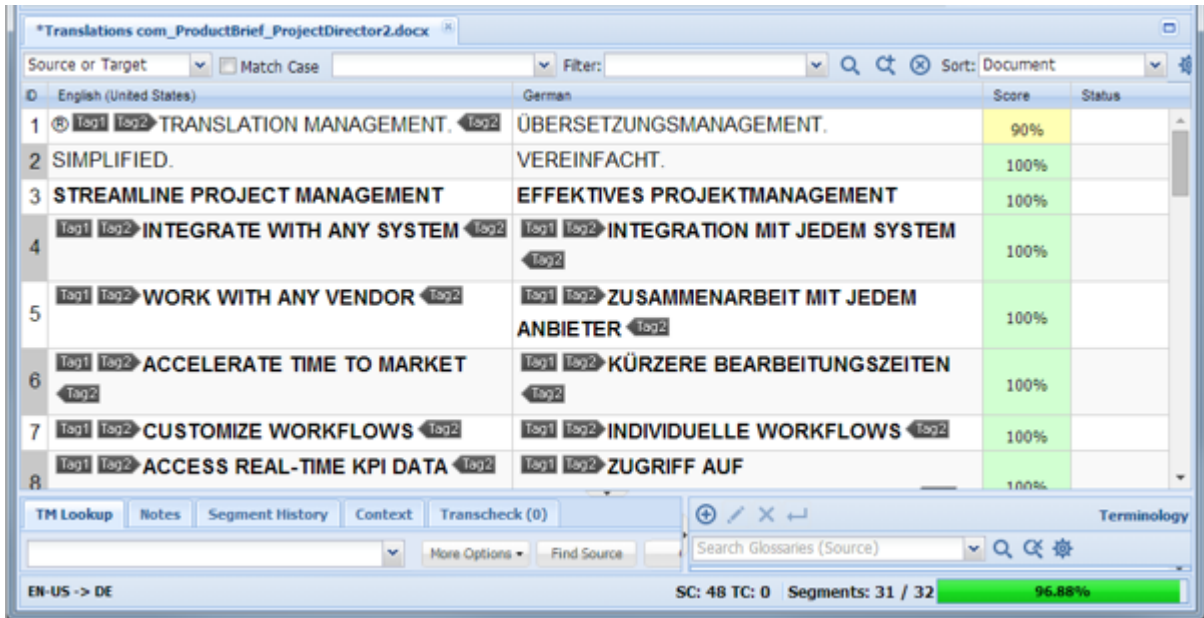 *Translations com_ProductBrief_ProjectDirector2.docx
Source or Target Match Case Filter: Sort: Document
ID English (United States) German Score Status
1 ® Tag1 Tag2 TRANSLATION MANAGEMENT. Tag2 ÜBERSETZUNGSMANAGEMENT. 90%
2 SIMPLIFIED. VEREINFACHT. 100%
3 STREAMLINE PROJECT MANAGEMENT EFFEKTIVES PROJEKTMANAGEMENT 100%
4 Tag1 Tag2 INTEGRATE WITH ANY SYSTEM Tag2 Tag1 Tag2 INTEGRATION MIT JEDEM SYSTEM
Tag2 100%
5 Tag1 Tag2 WORK WITH ANY VENDOR Tag2 Tag1 Tag2 ZUSAMMENARBEIT MIT JEDEM
ANBIETER Tag2 100%
6 Tag1 Tag2 ACCELERATE TIME TO MARKET Tag1 Tag2 KÜRZERE BEARBEITUNGSZEITEN
Tag2 Tag2 100%
7 Tag1 Tag2 CUSTOMIZE WORKFLOWS Tag2 Tag1 Tag2 INDIVIDUELLE WORKFLOWS Tag2 100%
8 Tag1 Tag2 ACCESS REAL-TIME KPI DATA Tag2 Tag1 Tag2 ZUGRIFF AUF 100%
TM Lookup Notes Segment History Context Transcheck (0) Terminology
More Options Find Source Search Glossaries (Source)
EN-US -> DE SC: 48 TC: 0 Segments: 31 / 32 96.88%